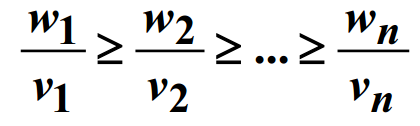 w₁/v₁ ≥ w₂/v₂ ≥ ... ≥ wₙ/vₙ